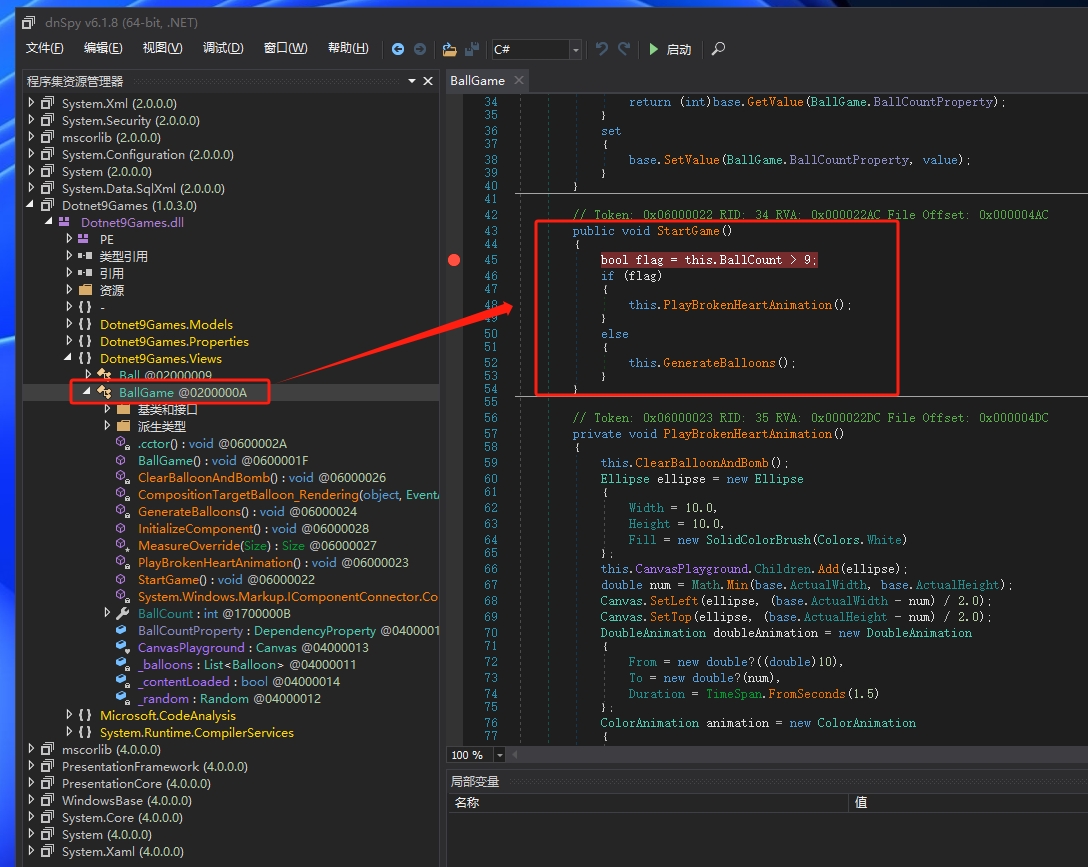 dnSpy v6.1.8 (64-bit, .NET)
文件(F) 编辑(E) 视图(V) 调试(D) 窗口(W) 帮助(H) C# 启动
程序集资源管理器
System.Xml (2.0.0.0)
System.Security (2.0.0.0)
mscorlib (2.0.0.0)
System.Configuration (2.0.0.0)
System (2.0.0.0)
System.Data.SqlXml (2.0.0.0)
Dotnet9Games (1.0.3.0)
Dotnet9Games.dll
PE
类型引用
引用
资源
{ } -
{ } Dotnet9Games.Models
{ } Dotnet9Games.Properties
{ } Dotnet9Games.Views
Ball @02000009
BallGame @0200000A
基类和接口
派生类型
.cctor() : void @0600002A
BallGame() : void @0600001F
ClearBalloonAndBomb() : void @06000026
CompositionTargetBalloon_Rendering(object, EventA
GenerateBalloons() : void @06000024
InitializeComponent() : void @06000028
MeasureOverride(Size) : Size @06000027
PlayBrokenHeartAnimation() : void @06000023
StartGame() : void @06000022
System.Windows.Markup.IComponentConnector.Co
BallCount : int @1700000B
BallCountProperty : DependencyProperty @0400001
CanvasPlayground : Canvas @04000013
_balloons : List<Balloon> @04000011
_contentLoaded : bool @04000014
_random : Random @04000012
{ } Microsoft.CodeAnalysis
{ } System.Runtime.CompilerServices
mscorlib (4.0.0.0)
PresentationFramework (4.0.0.0)
PresentationCore (4.0.0.0)
WindowsBase (4.0.0.0)
System.Core (4.0.0.0)
System (4.0.0.0)
System.Xaml (4.0.0.0)
BallGame
34 return (int)base.GetValue(BallGame.BallCountProperty);
35 }
36 set
37 {
38 base.SetValue(BallGame.BallCountProperty, value);
39 }
40 }
41
42 // Token: 0x06000022 RID: 34 RVA: 0x000022AC File Offset: 0x000004AC
43 public void StartGame()
44 {
45 bool flag = this.BallCount > 9;
46 if (flag)
47 {
48 this.PlayBrokenHeartAnimation();
49 }
50 else
51 {
52 this.GenerateBalloons();
53 }
54 }
55
56 // Token: 0x06000023 RID: 35 RVA: 0x000022DC File Offset: 0x000004DC
57 private void PlayBrokenHeartAnimation()
58 {
59 this.ClearBalloonAndBomb();
60 Ellipse ellipse = new Ellipse
61 {
62 Width = 10.0,
63 Height = 10.0,
64 Fill = new SolidColorBrush(Colors.White)
65 };
66 this.CanvasPlayground.Children.Add(ellipse);
67 double num = Math.Min(base.ActualWidth, base.ActualHeight);
68 Canvas.SetLeft(ellipse, (base.ActualWidth - num) / 2.0);
69 Canvas.SetTop(ellipse, (base.ActualHeight - num) / 2.0);
70 DoubleAnimation doubleAnimation = new DoubleAnimation
71 {
72 From = new double?((double)10),
73 To = new double?(num),
74 Duration = TimeSpan.FromSeconds(1.5)
75 };
76 ColorAnimation animation = new ColorAnimation
77 {
100 %
局部变量
名称 值